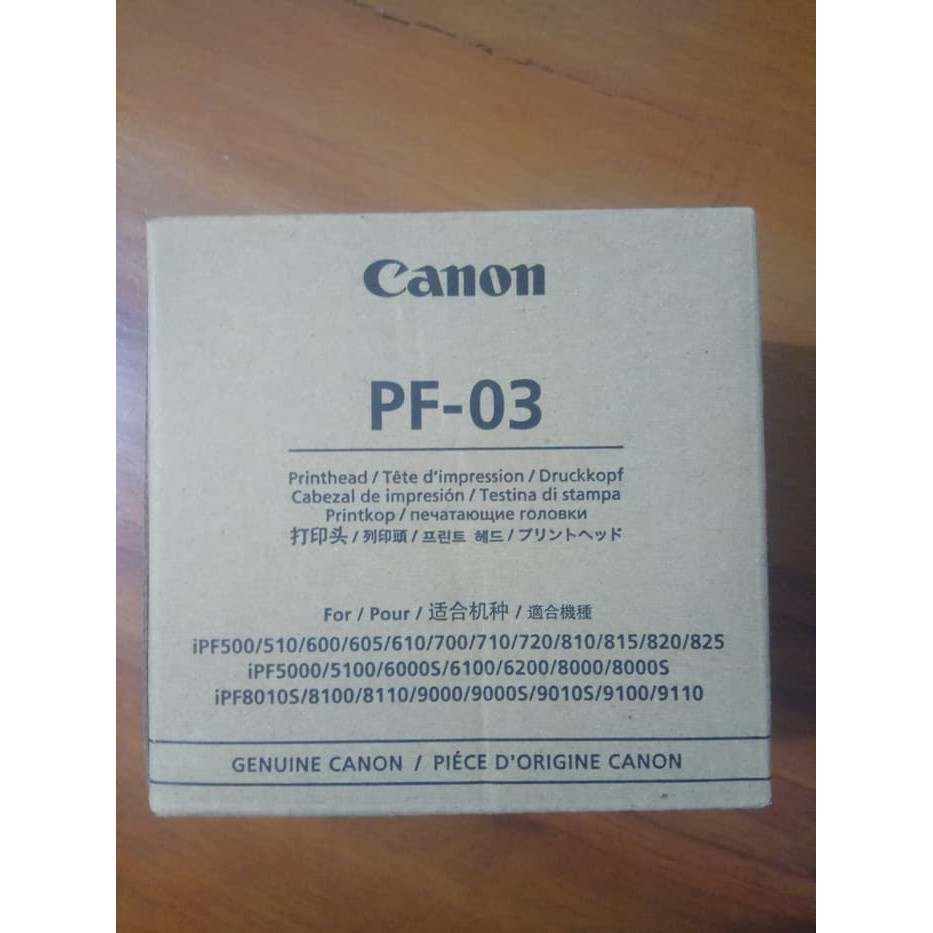 Canon
PF-03
Printhead / Tête d'impression / Druckkopf
Cabezal de impresión / Testina di stampa
Printkop / печатающие головки
打印头 / 列印頭 / 프린트 헤드 / プリントヘッド
For / Pour / 适合机种 / 適合機種
iPF500/510/600/605/610/700/710/720/810/815/820/825
iPF5000/5100/6000S/6100/6200/8000/8000S
iPF8010S/8100/8110/9000/9000S/9010S/9100/9110
GENUINE CANON / PIÉCE D'ORIGINE CANON